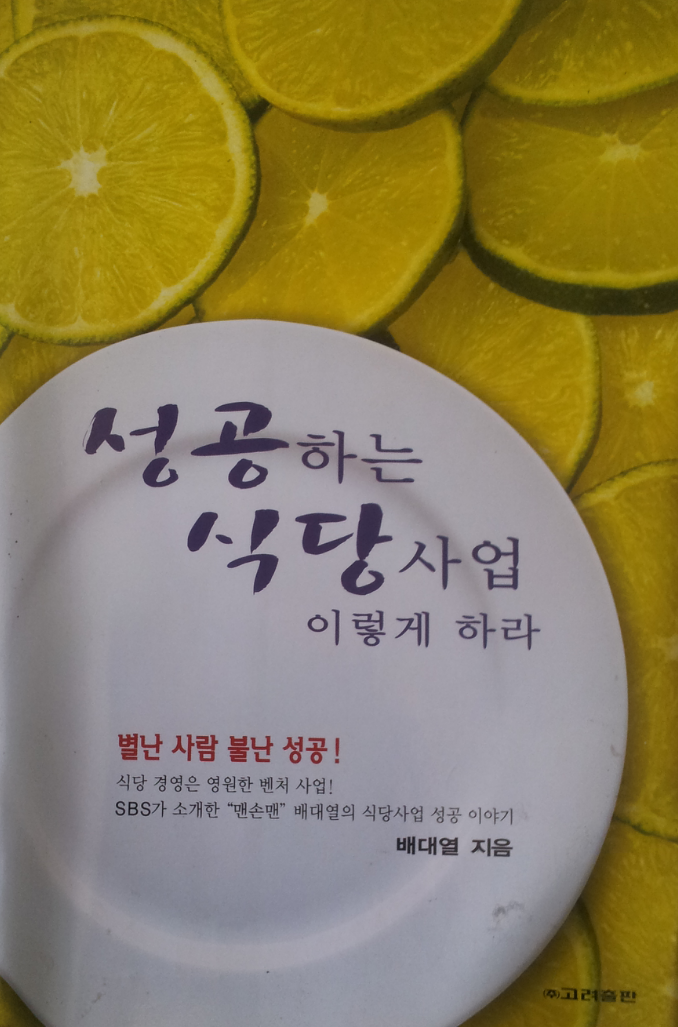 성공하는
식당사업
이렇게 하라
별난 사람 불난 성공!
식당 경영은 영원한 벤처 사업!
SBS가 소개한 “맨손맨” 배대열의 식당사업 성공 이야기
배대열 지음
㈜고려출판